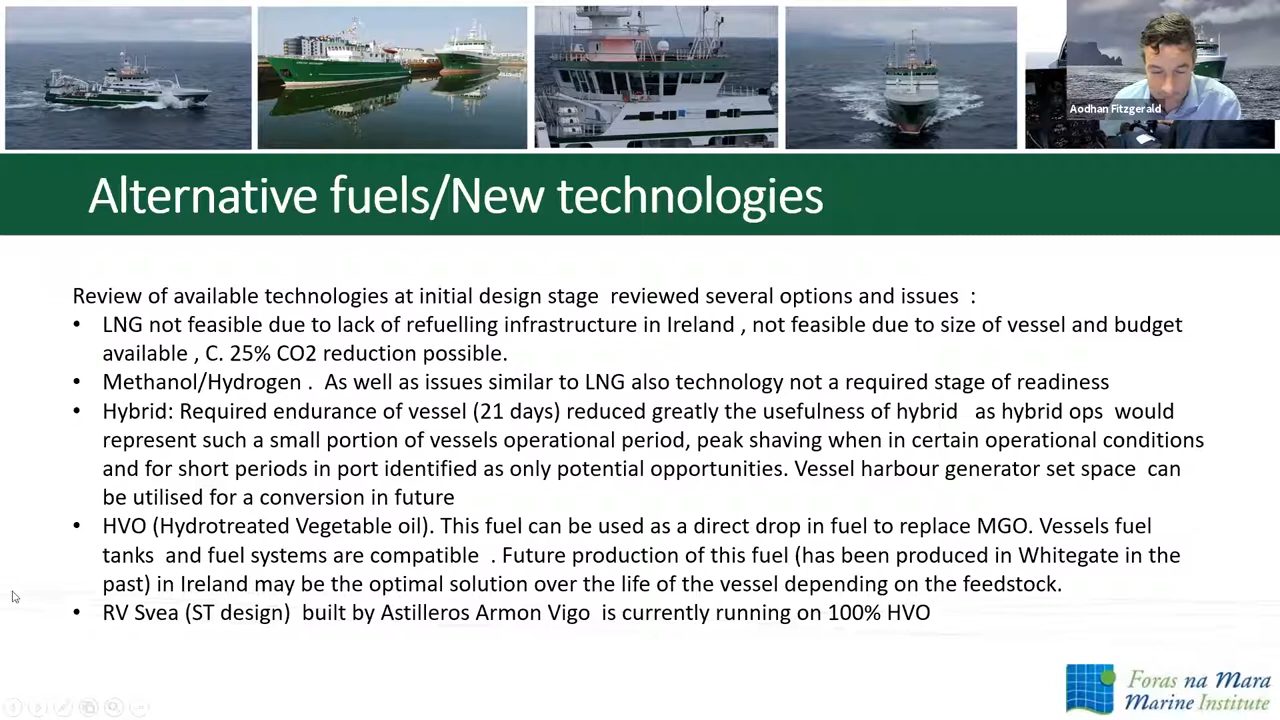 Aodhan Fitzgerald
Alternative fuels/New technologies
Review of available technologies at initial design stage reviewed several options and issues :
• LNG not feasible due to lack of refuelling infrastructure in Ireland , not feasible due to size of vessel and budget
available , C. 25% CO2 reduction possible.
• Methanol/Hydrogen . As well as issues similar to LNG also technology not a required stage of readiness
• Hybrid: Required endurance of vessel (21 days) reduced greatly the usefulness of hybrid as hybrid ops would
represent such a small portion of vessels operational period, peak shaving when in certain operational conditions
and for short periods in port identified as only potential opportunities. Vessel harbour generator set space can
be utilised for a conversion in future
• HVO (Hydrotreated Vegetable oil). This fuel can be used as a direct drop in fuel to replace MGO. Vessels fuel
tanks and fuel systems are compatible . Future production of this fuel (has been produced in Whitegate in the
past) in Ireland may be the optimal solution over the life of the vessel depending on the feedstock.
• RV Svea (ST design) built by Astilleros Armon Vigo is currently running on 100% HVO
Foras na Mara
Marine Institute